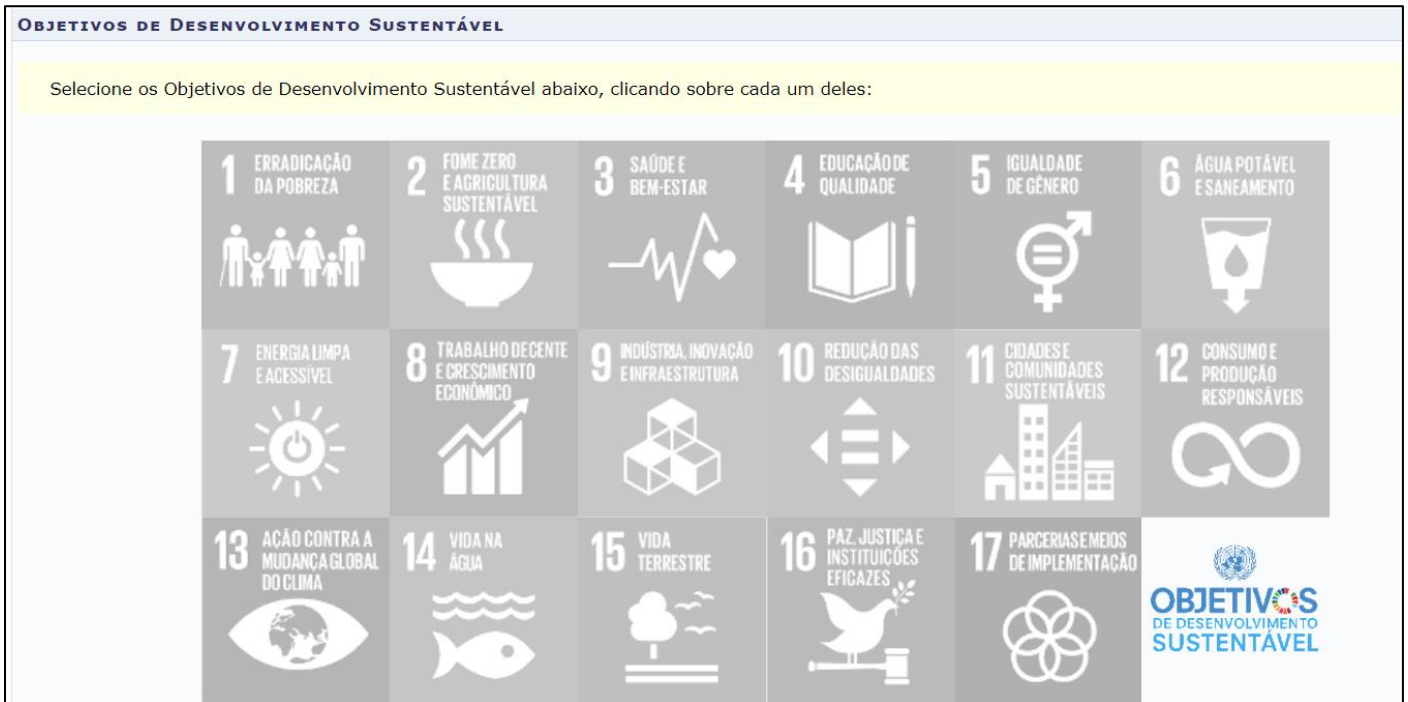 OBJETIVOS DE DESENVOLVIMENTO SUSTENTÁVEL
Selecione os Objetivos de Desenvolvimento Sustentável abaixo, clicando sobre cada um deles:
1 ERRADICAÇÃO
DA POBREZA
2 FOME ZERO
E AGRICULTURA
SUSTENTÁVEL
3 SAÚDE E
BEM-ESTAR
4 EDUCAÇÃO DE
QUALIDADE
5 IGUALDADE
DE GÊNERO
6 ÁGUA POTÁVEL
E SANEAMENTO
7 ENERGIA LIMPA
E ACESSÍVEL
8 TRABALHO DECENTE
E CRESCIMENTO
ECONÔMICO
9 INDÚSTRIA, INOVAÇÃO
E INFRAESTRUTURA
10 REDUÇÃO DAS
DESIGUALDADES
11 CIDADES E
COMUNIDADES
SUSTENTÁVEIS
12 CONSUMO E
PRODUÇÃO
RESPONSÁVEIS
13 AÇÃO CONTRA A
MUDANÇA GLOBAL
DO CLIMA
14 VIDA NA
ÁGUA
15 VIDA
TERRESTRE
16 PAZ, JUSTIÇA E
INSTITUIÇÕES
EFICAZES
17 PARCERIAS E MEIOS
DE IMPLEMENTAÇÃO
OBJETIVOS
DE DESENVOLVIMENTO
SUSTENTÁVEL